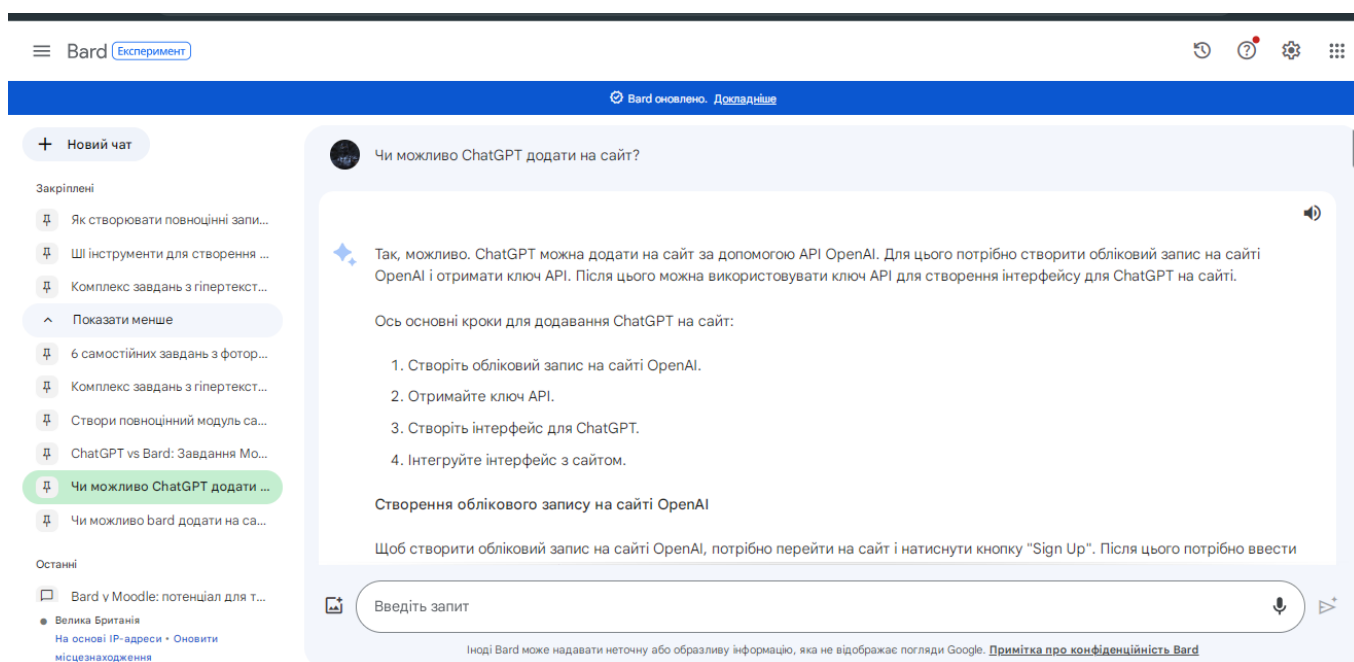 Bard Експеримент
Bard оновлено. Докладніше
Новий чат
Закріплені
Як створювати повноцінні запи...
ШІ інструменти для створення ...
Комплекс завдань з гіпертекст...
Показати менше
6 самостійних завдань з фотор...
Комплекс завдань з гіпертекст...
Створи повноцінний модуль са...
ChatGPT vs Bard: Завдання Мо...
Чи можливо ChatGPT додати ...
Чи можливо bard додати на са...
Останні
Bard у Moodle: потенціал для т...
Велика Британія
На основі IP-адреси • Оновити
місцезнаходження
Чи можливо ChatGPT додати на сайт?
Так, можливо. ChatGPT можна додати на сайт за допомогою API OpenAI. Для цього потрібно створити обліковий запис на сайті
OpenAI і отримати ключ API. Після цього можна використовувати ключ API для створення інтерфейсу для ChatGPT на сайті.
Ось основні кроки для додавання ChatGPT на сайт:
1. Створіть обліковий запис на сайті OpenAI.
2. Отримайте ключ API.
3. Створіть інтерфейс для ChatGPT.
4. Інтегруйте інтерфейс з сайтом.
Створення облікового запису на сайті OpenAI
Щоб створити обліковий запис на сайті OpenAI, потрібно перейти на сайт і натиснути кнопку "Sign Up". Після цього потрібно ввести
Введіть запит
Іноді Bard може надавати неточну або образливу інформацію, яка не відображає погляди Google. Примітка про конфіденційність Bard